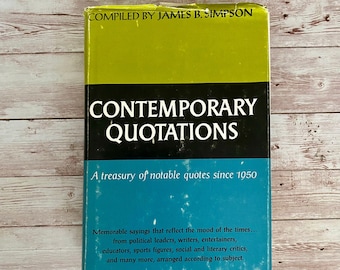 COMPILED BY JAMES B. SIMPSON
CONTEMPORARY
QUOTATIONS
A treasury of notable quotes since 1950
Memorable sayings that reflect the mood of the times,
from political leaders, writers, entertainers,
educators, sports figures, social and literary critics,
and many more, arranged according to subject.